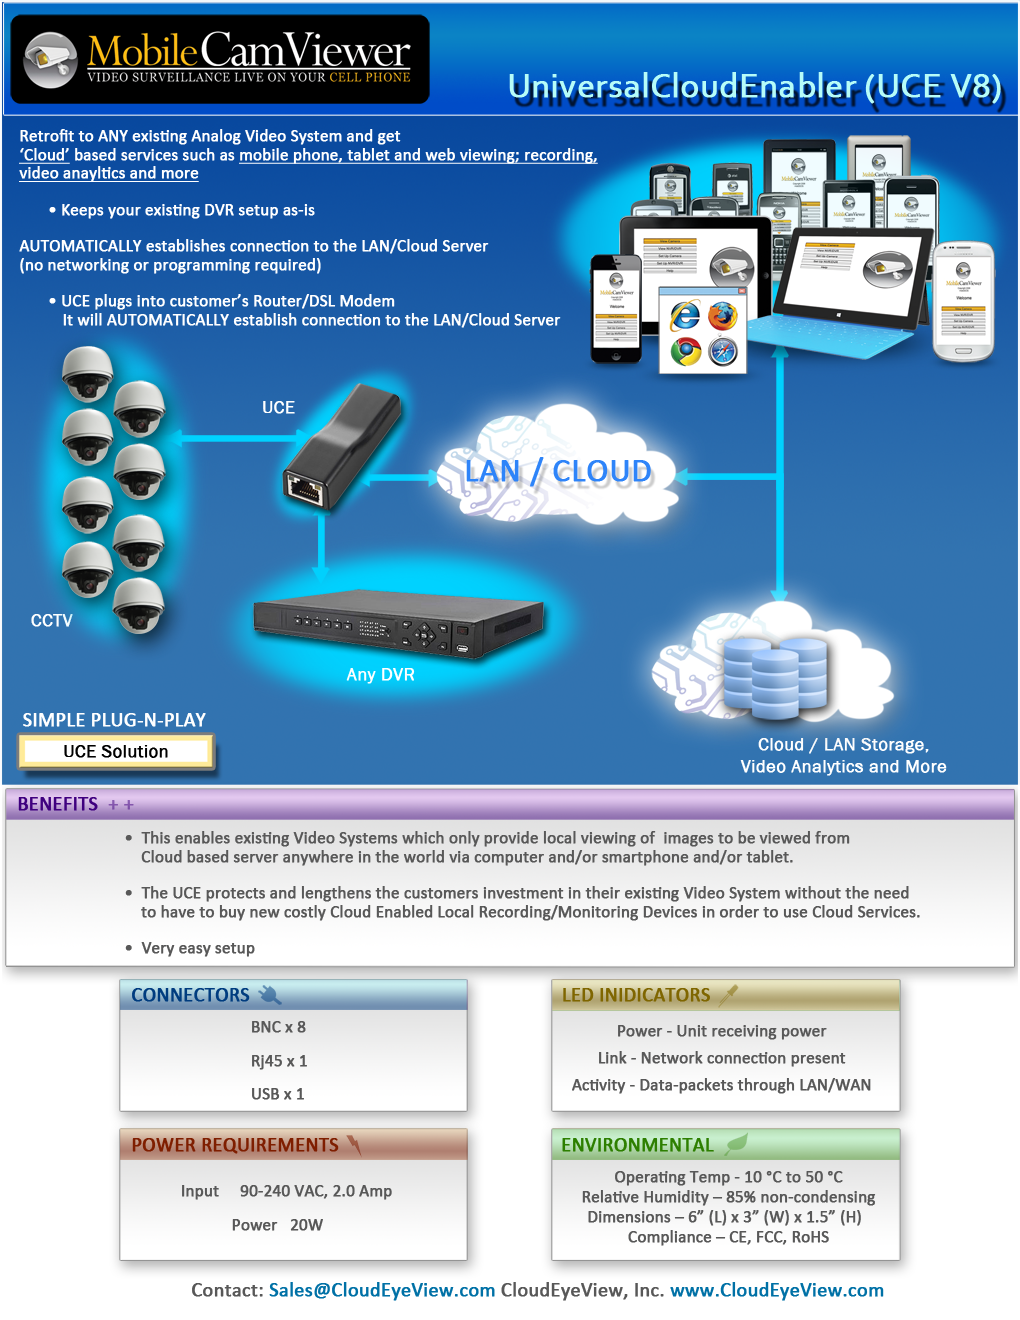 MobileCamViewer
VIDEO SURVEILLANCE LIVE ON YOUR CELL PHONE
UniversalCloudEnabler (UCE V8)
Retrofit to ANY existing Analog Video System and get
‘Cloud’ based services such as mobile phone, tablet and web viewing; recording,
video anayltics and more
• Keeps your existing DVR setup as-is
AUTOMATICALLY establishes connection to the LAN/Cloud Server
(no networking or programming required)
• UCE plugs into customer’s Router/DSL Modem
It will AUTOMATICALLY establish connection to the LAN/Cloud Server
UCE
LAN / CLOUD
CCTV
Any DVR
SIMPLE PLUG-N-PLAY
UCE Solution
Cloud / LAN Storage,
Video Analytics and More
BENEFITS ++
• This enables existing Video Systems which only provide local viewing of images to be viewed from
Cloud based server anywhere in the world via computer and/or smartphone and/or tablet.
• The UCE protects and lengthens the customers investment in their existing Video System without the need
to have to buy new costly Cloud Enabled Local Recording/Monitoring Devices in order to use Cloud Services.
• Very easy setup
CONNECTORS
BNC x 8
Rj45 x 1
USB x 1
LED INIDICATORS
Power - Unit receiving power
Link - Network connection present
Activity - Data-packets through LAN/WAN
POWER REQUIREMENTS
Input 90-240 VAC, 2.0 Amp
Power 20W
ENVIRONMENTAL
Operating Temp - 10 °C to 50 °C
Relative Humidity – 85% non-condensing
Dimensions – 6” (L) x 3” (W) x 1.5” (H)
Compliance – CE, FCC, RoHS
Contact: Sales@CloudEyeView.com CloudEyeView, Inc. www.CloudEyeView.com